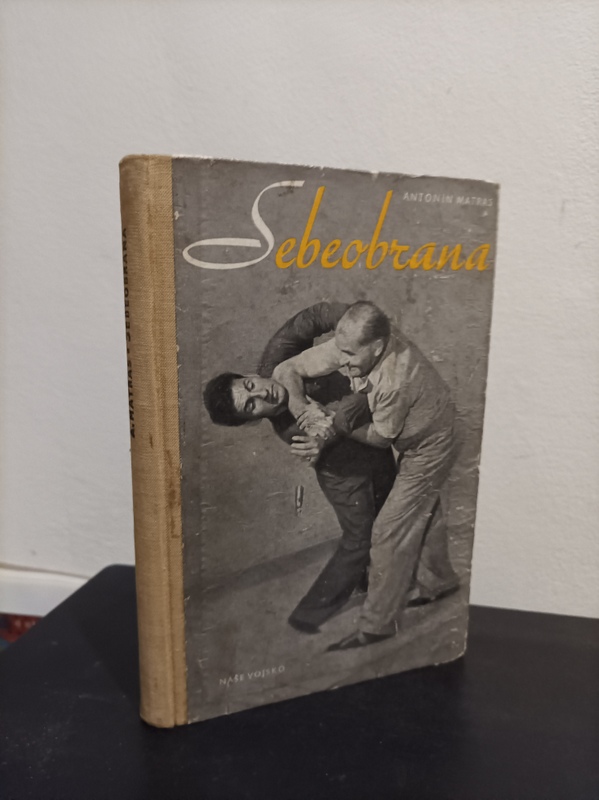 ANTONÍN MATRAS
Sebeobrana
NAŠE VOJSKO
A. MATRAS • SEBEOBRANA